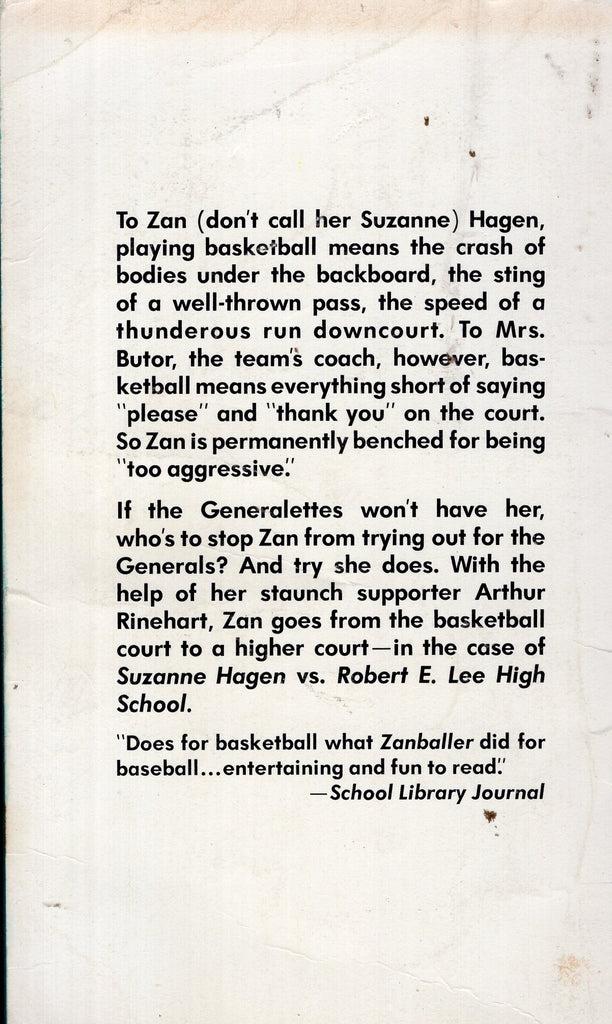 To Zan (don't call her Suzanne) Hagen,
playing basketball means the crash of
bodies under the backboard, the sting
of a well-thrown pass, the speed of a
thunderous run downcourt. To Mrs.
Butor, the team's coach, however, bas-
ketball means everything short of saying
"please" and "thank you" on the court.
So Zan is permanently benched for being
"too aggressive."
If the Generalettes won't have her,
who's to stop Zan from trying out for the
Generals? And try she does. With the
help of her staunch supporter Arthur
Rinehart, Zan goes from the basketball
court to a higher court—in the case of
Suzanne Hagen vs. Robert E. Lee High
School.
"Does for basketball what Zanballer did for
baseball...entertaining and fun to read."
—School Library Journal